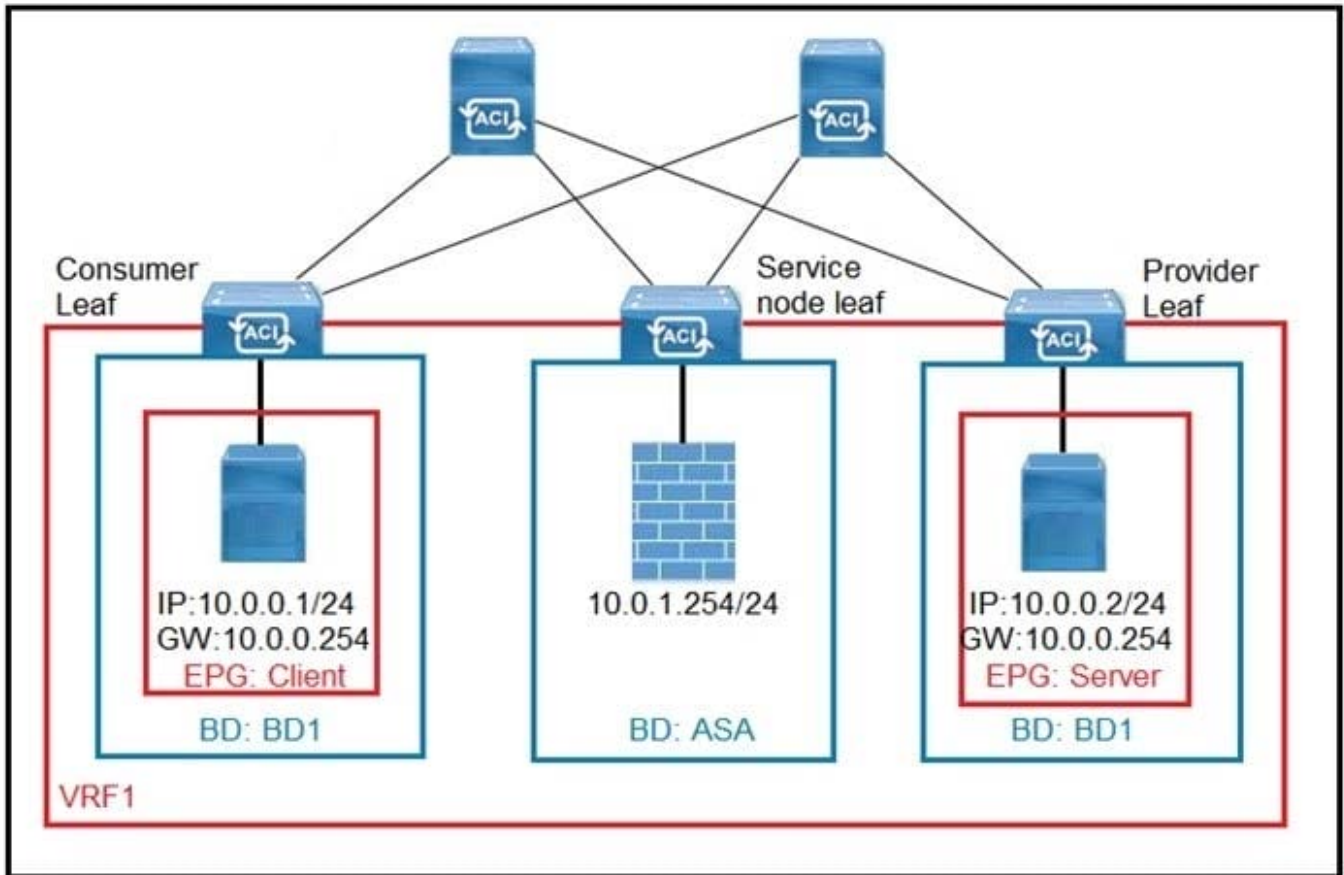 ACI
ACI
Consumer
Leaf
Service
node leaf
Provider
Leaf
ACI
ACI
ACI
IP:10.0.0.1/24
GW:10.0.0.254
EPG: Client
BD: BD1
10.0.1.254/24
BD: ASA
IP:10.0.0.2/24
GW:10.0.0.254
EPG: Server
BD: BD1
VRF1